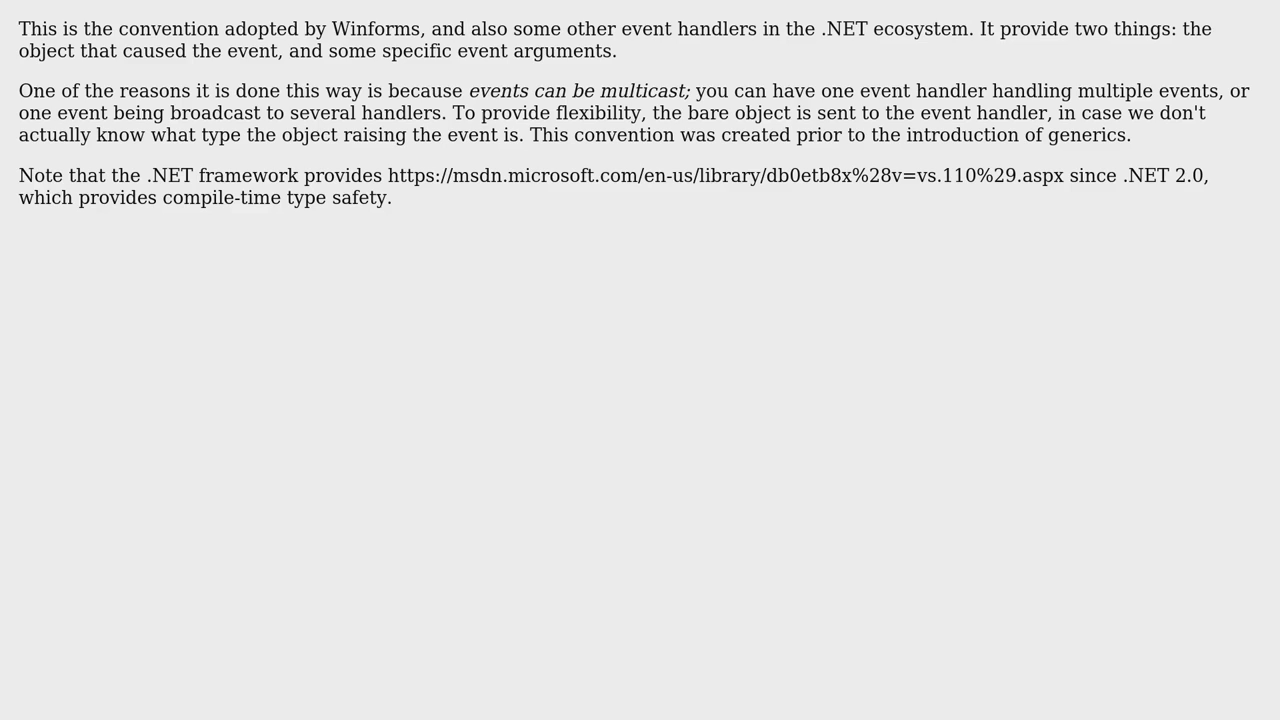 This is the convention adopted by Winforms, and also some other event handlers in the .NET ecosystem. It provide two things: the
object that caused the event, and some specific event arguments.
One of the reasons it is done this way is because events can be multicast; you can have one event handler handling multiple events, or
one event being broadcast to several handlers. To provide flexibility, the bare object is sent to the event handler, in case we don't
actually know what type the object raising the event is. This convention was created prior to the introduction of generics.
Note that the .NET framework provides https://msdn.microsoft.com/en-us/library/db0etb8x%28v=vs.110%29.aspx since .NET 2.0,
which provides compile-time type safety.